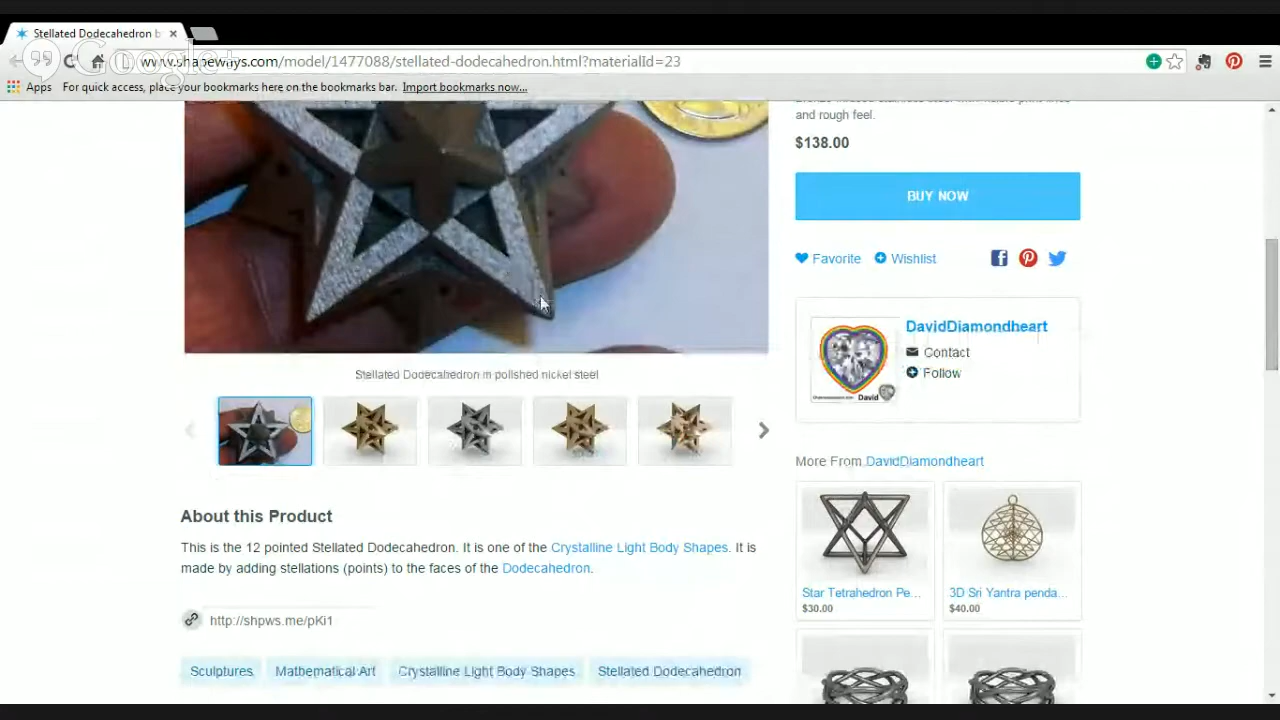 Stellated Dodecahedron b
Google+
www.shapeways.com/model/1477088/stellated-dodecahedron.html?materialId=23
Apps For quick access, place your bookmarks here on the bookmarks bar. Import bookmarks now...
and rough feel.
$138.00
BUY NOW
Favorite Wishlist
DavidDiamondheart
Contact
Follow
David
Stellated Dodecahedron in polished nickel steel
More From DavidDiamondheart
About this Product
This is the 12 pointed Stellated Dodecahedron. It is one of the Crystalline Light Body Shapes. It is
made by adding stellations (points) to the faces of the Dodecahedron.
Star Tetrahedron Pe... 3D Sri Yantra penda...
$30.00 $40.00
http://shpws.me/pKi1
Sculptures Mathematical Art Crystalline Light Body Shapes Stellated Dodecahedron